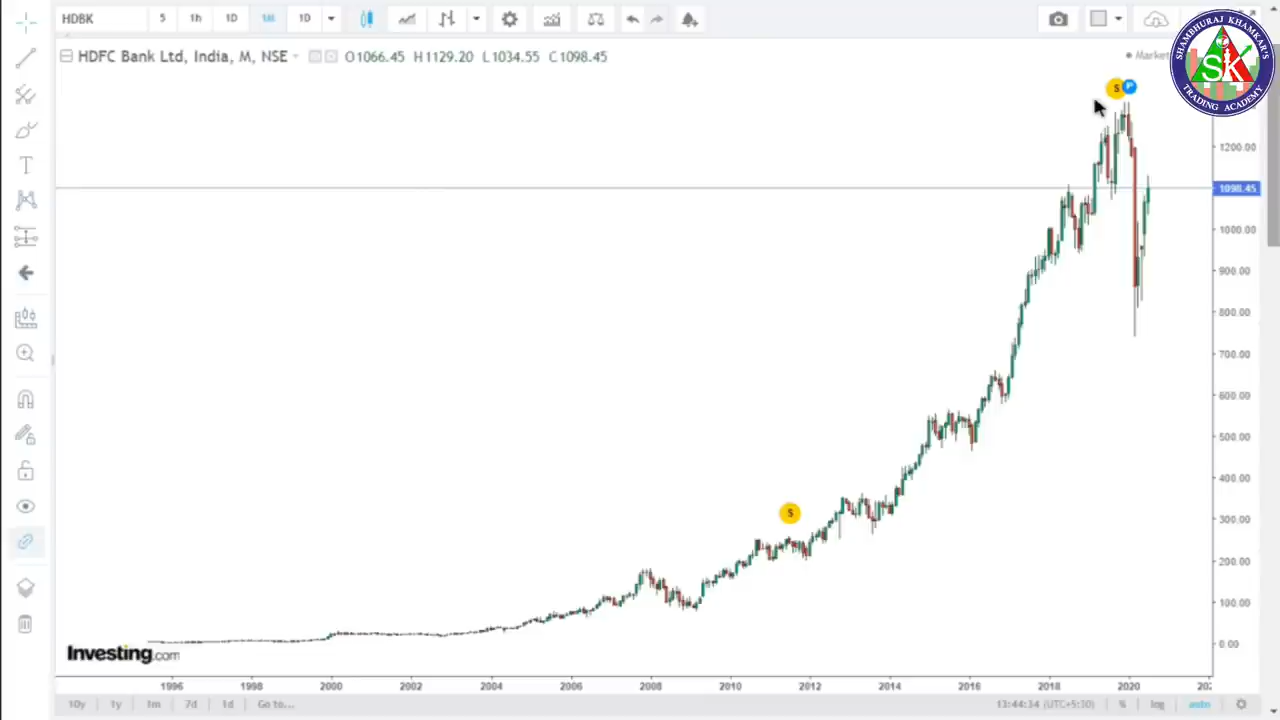 HDBK 5 1h 1D 1M 1D
HDFC Bank Ltd, India, M, NSE O1066.45 H1129.20 L1034.55 C1098.45
Market
SHAMBHURAJ KHAMKAR'S
SK
TRADING ACADEMY
S P
1200.00
1098.45
1000.00
900.00
800.00
700.00
600.00
500.00
400.00
S
300.00
200.00
100.00
0.00
Investing.com
1996 1998 2000 2002 2004 2006 2008 2010 2012 2014 2016 2018 2020
10y 1y 1m 7d 1d Go to... 13:44:34 (UTC+5:30) % log auto